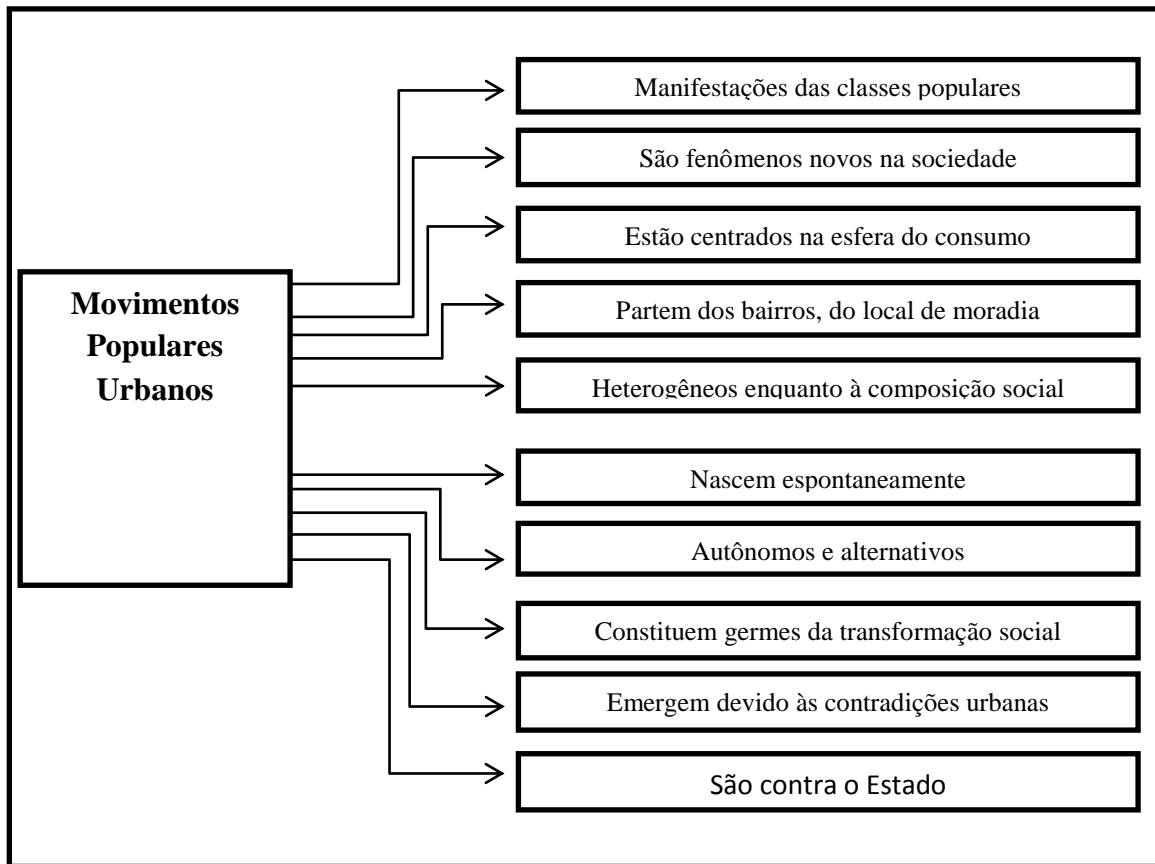 Manifestações das classes populares
São fenômenos novos na sociedade
Estão centrados na esfera do consumo
Movimentos
Populares
Urbanos
Partem dos bairros, do local de moradia
Heterogêneos enquanto à composição social
Nascem espontaneamente
Autônomos e alternativos
Constituem germes da transformação social
Emergem devido às contradições urbanas
São contra o Estado